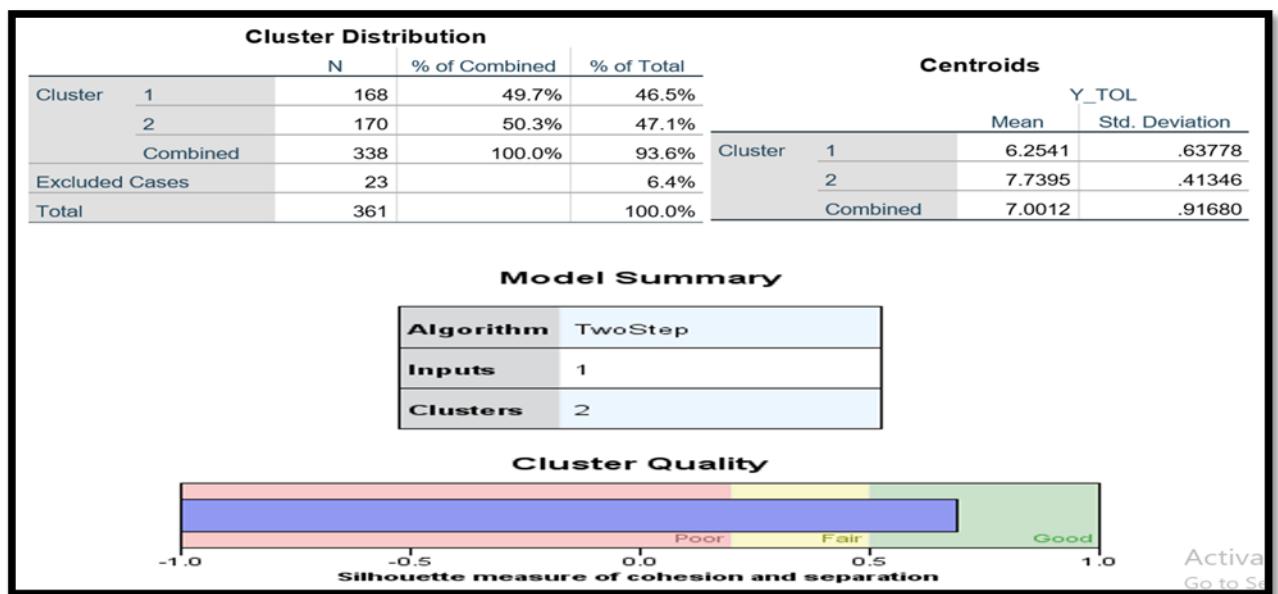 Cluster Distribution
N % of Combined % of Total
Cluster 1 168 49.7% 46.5%
2 170 50.3% 47.1%
Combined 338 100.0% 93.6%
Excluded Cases 23 6.4%
Total 361 100.0%
Centroids
Y_TOL
Mean Std. Deviation
Cluster 1 6.2541 .63778
2 7.7395 .41346
Combined 7.0012 .91680
Model Summary
Algorithm TwoStep
Inputs 1
Clusters 2
Cluster Quality
Poor Fair Good
-1.0 -0.5 0.0 0.5 1.0
Silhouette measure of cohesion and separation
Activa
Go to Se